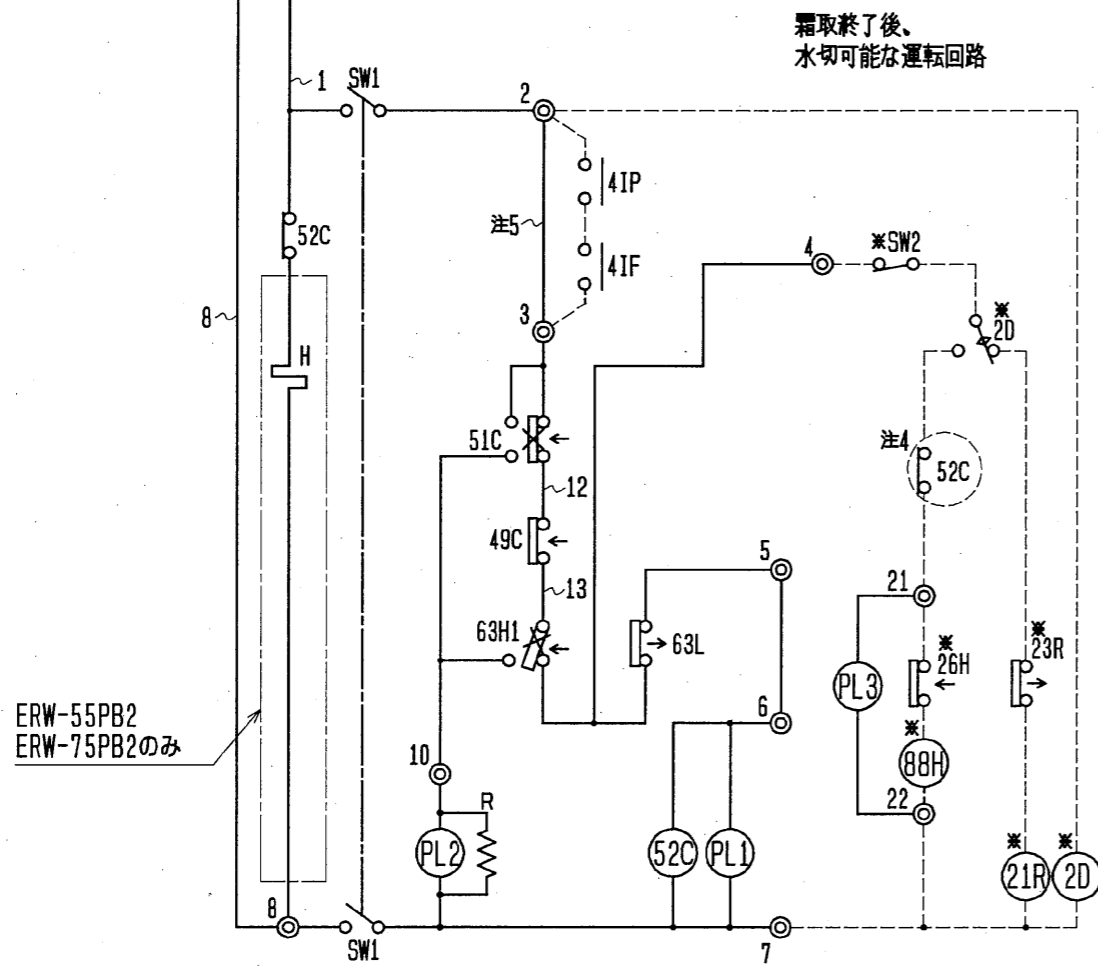 霜取終了後、
水切可能な運転回路
1
SW1
2
41P
注5
52C
4
※SW2
41F
8
3
※
2D
H
51C
注4
52C
12
49C
5
13
21
63H1
63L
※
26H
※
23R
PL3
ERW-55PB2
ERW-75PB2のみ
6
※
88H
10
22
R
PL2
52C
PL1
※
21R
※
2D
8
SW1
7